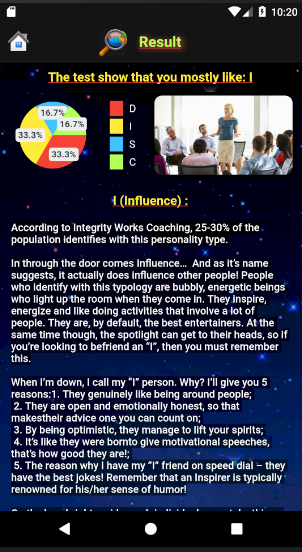 10:20
Result
The test show that you mostly like: I
16.7%
16.7%
33.3%
33.3%
D
I
S
C
I (Influence) :
According to Integrity Works Coaching, 25-30% of the
population identifies with this personality type.
In through the door comes Influence... And as it's name
suggests, it actually does influence other people! People
who identify with this typology are bubbly, energetic beings
who light up the room when they come in. They inspire,
energize and like doing activities that involve a lot of
people. They are, by default, the best entertainers. At the
same time though, the spotlight can get to their heads, so if
you're looking to befriend an "I", then you must remember
this.
When I'm down, I call my "I" person. Why? I'll give you 5
reasons:1. They genuinely like being around people;
2. They are open and emotionally honest, so that
makestheir advice one you can count on;
3. By being optimistic, they manage to lift your spirits;
4. It's like they were bornto give motivational speeches,
that's how good they are!;
5. The reason why I have my "I" friend on speed dial – they
have the best jokes! Remember that an Inspirer is typically
renowned for his/her sense of humor!